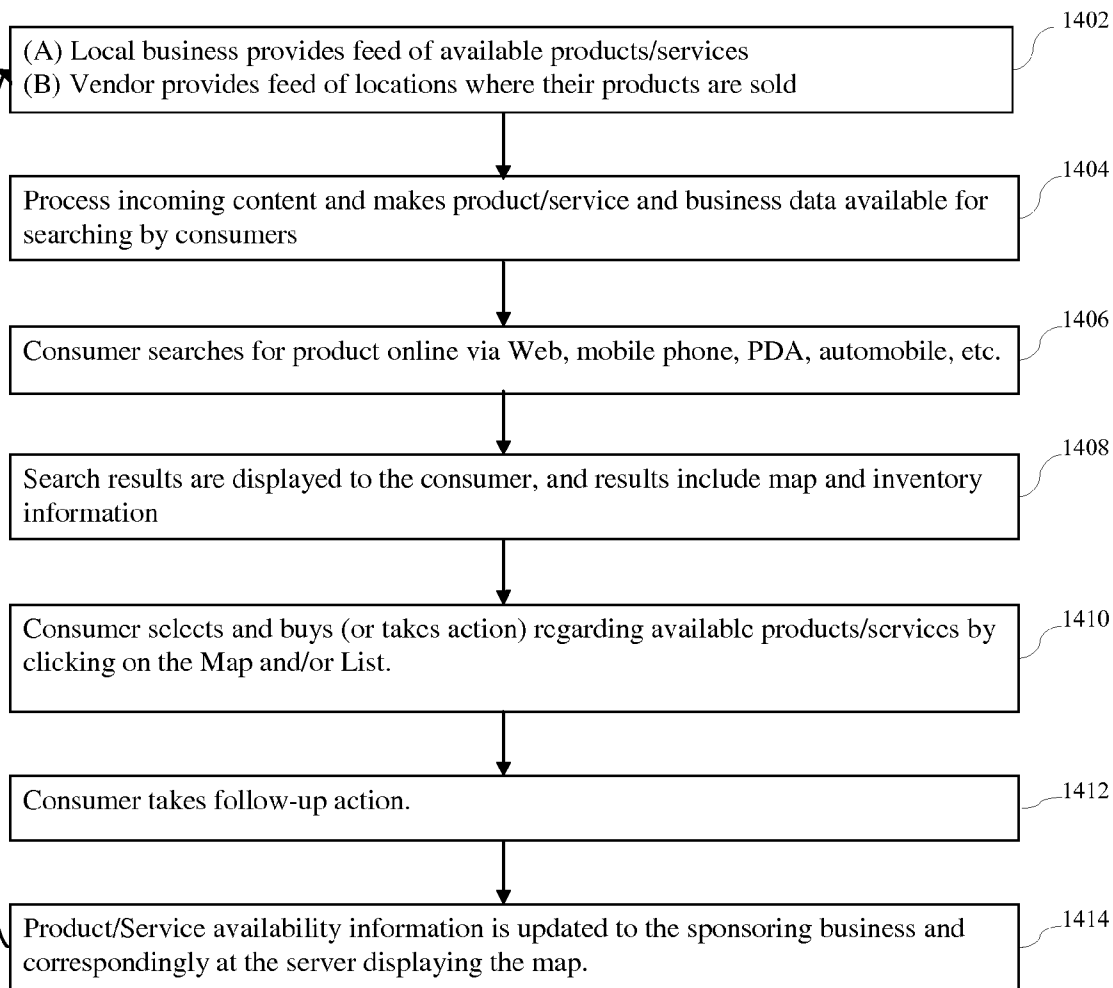 1402
(A) Local business provides feed of available products/services
(B) Vendor provides feed of locations where their products are sold
1404
Process incoming content and makes product/service and business data available for
searching by consumers
1406
Consumer searches for product online via Web, mobile phone, PDA, automobile, etc.
1408
Search results are displayed to the consumer, and results include map and inventory
information
1410
Consumer selects and buys (or takes action) regarding available products/services by
clicking on the Map and/or List.
1412
Consumer takes follow-up action.
1414
Product/Service availability information is updated to the sponsoring business and
correspondingly at the server displaying the map.